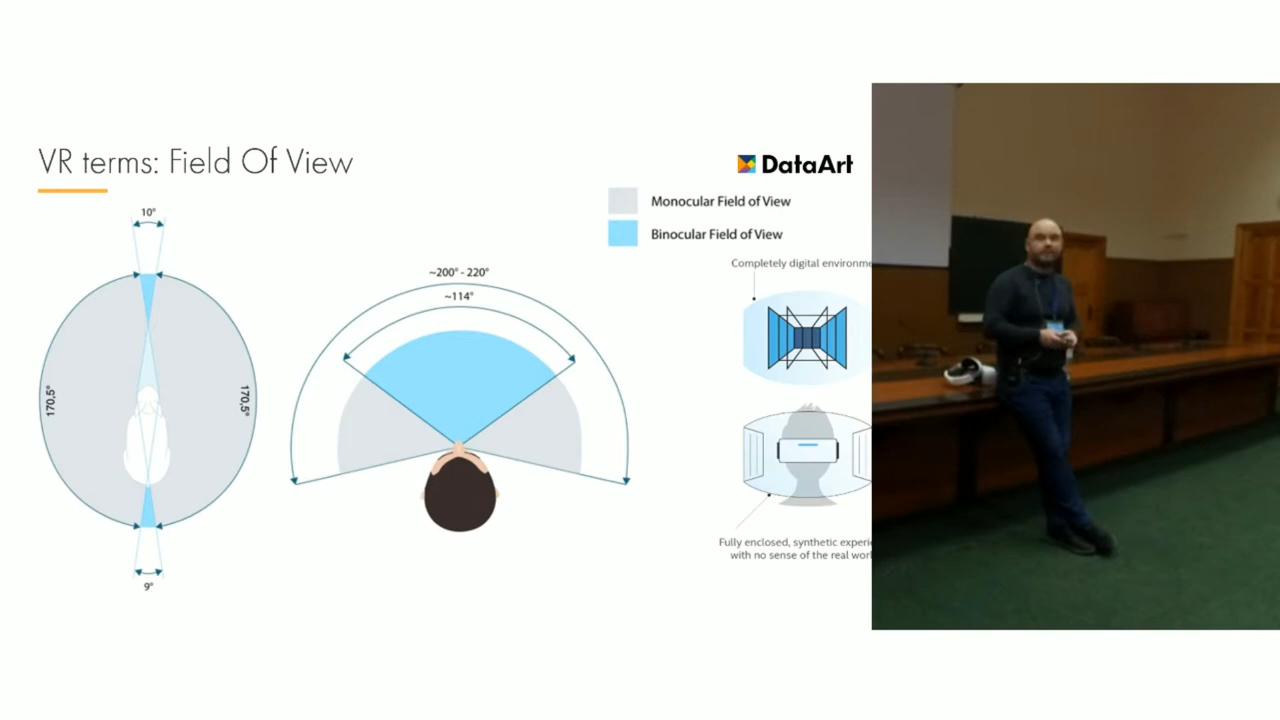 VR terms: Field Of View
DataArt
Monocular Field of View
Binocular Field of View
10°
170,5°
170,5°
9°
~200° - 220°
~114°
Completely digital environme
Fully enclosed, synthetic experi
with no sense of the real worl